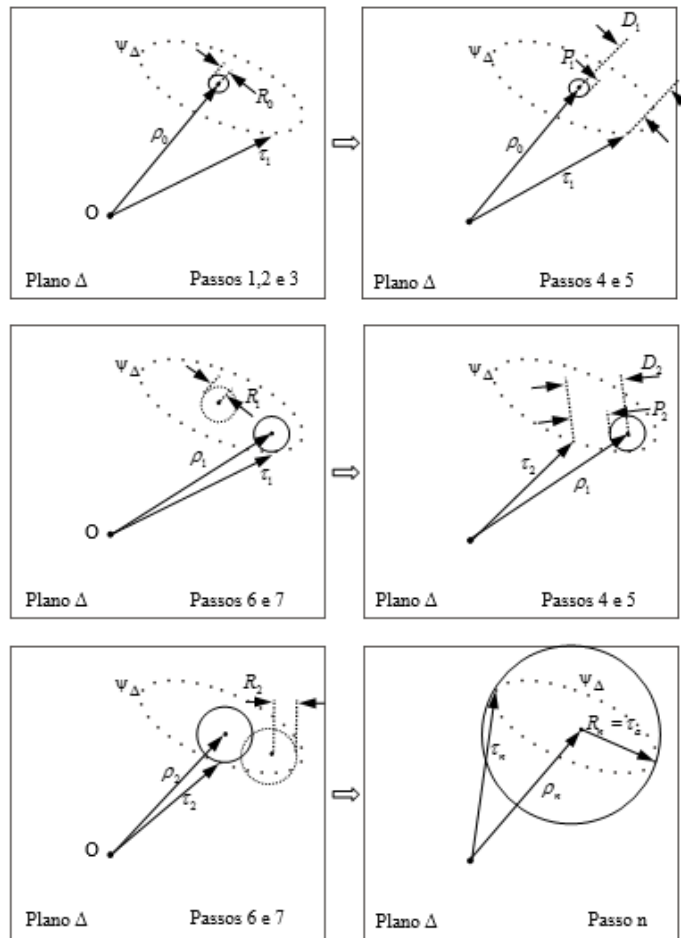 Ψ_Δ
R_0
ρ_0
τ_1
O
Plano Δ Passos 1,2 e 3
D_1
P_1
Ψ_Δ
ρ_0
τ_1
Plano Δ Passos 4 e 5
Ψ_Δ
R_1
ρ_1
τ_1
O
Plano Δ Passos 6 e 7
Ψ_Δ
D_2
P_2
τ_2
ρ_1
Plano Δ Passos 4 e 5
Ψ_Δ
R_2
ρ_2
τ_2
O
Plano Δ Passos 6 e 7
Ψ_Δ
R_n = τ_a
τ_n
ρ_n
Plano Δ Passo n